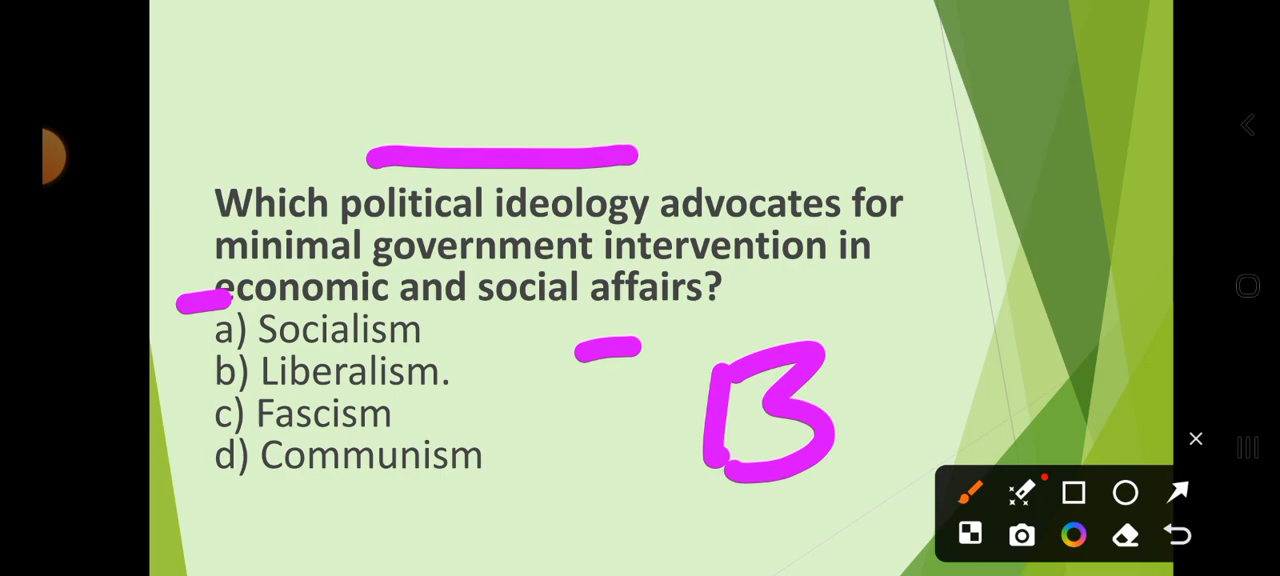 Which political ideology advocates for
minimal government intervention in
economic and social affairs?
a) Socialism
b) Liberalism.
c) Fascism
d) Communism
B